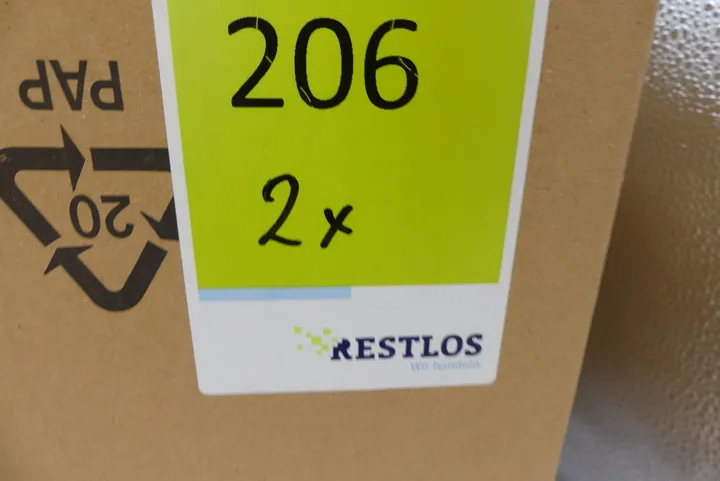 206
2x
RESTLOS
Wir handeln.
PAP
20